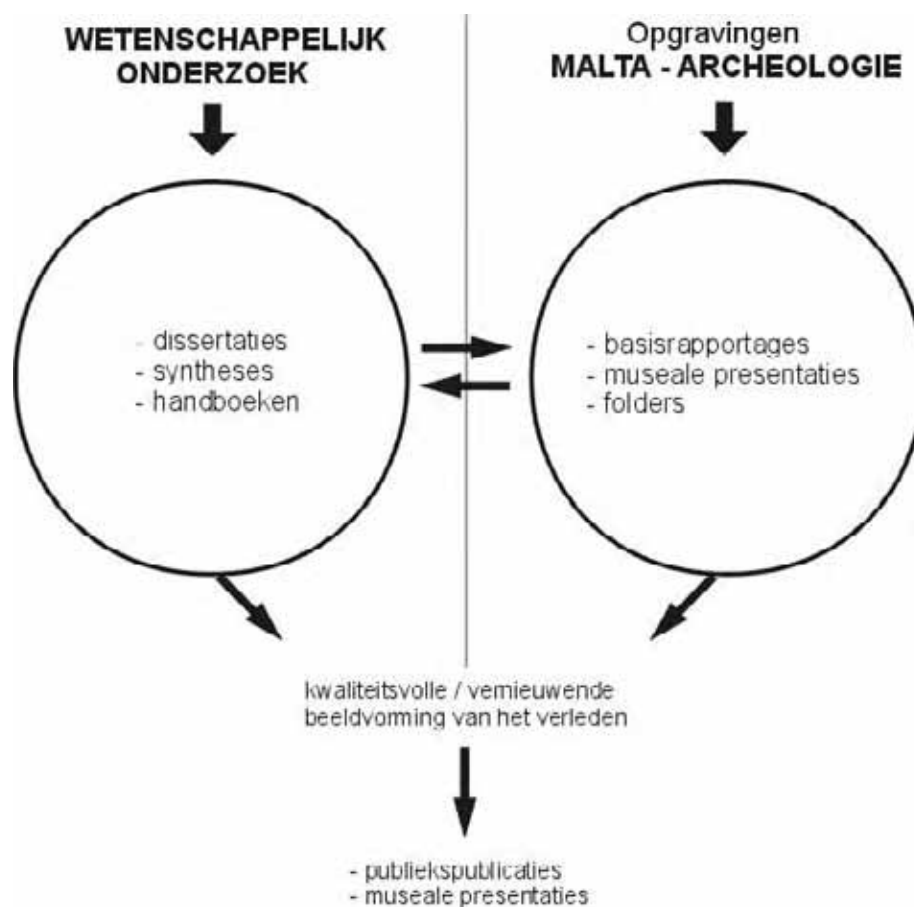 WETENSCHAPPELIJK
ONDERZOEK
Opgravingen
MALTA - ARCHEOLOGIE
- dissertaties
- syntheses
- handboeken
- basisrapportages
- museale presentaties
- folders
kwaliteitsvolle / vernieuwende
beeldvorming van het verleden
- publiekspublicaties
- museale presentaties